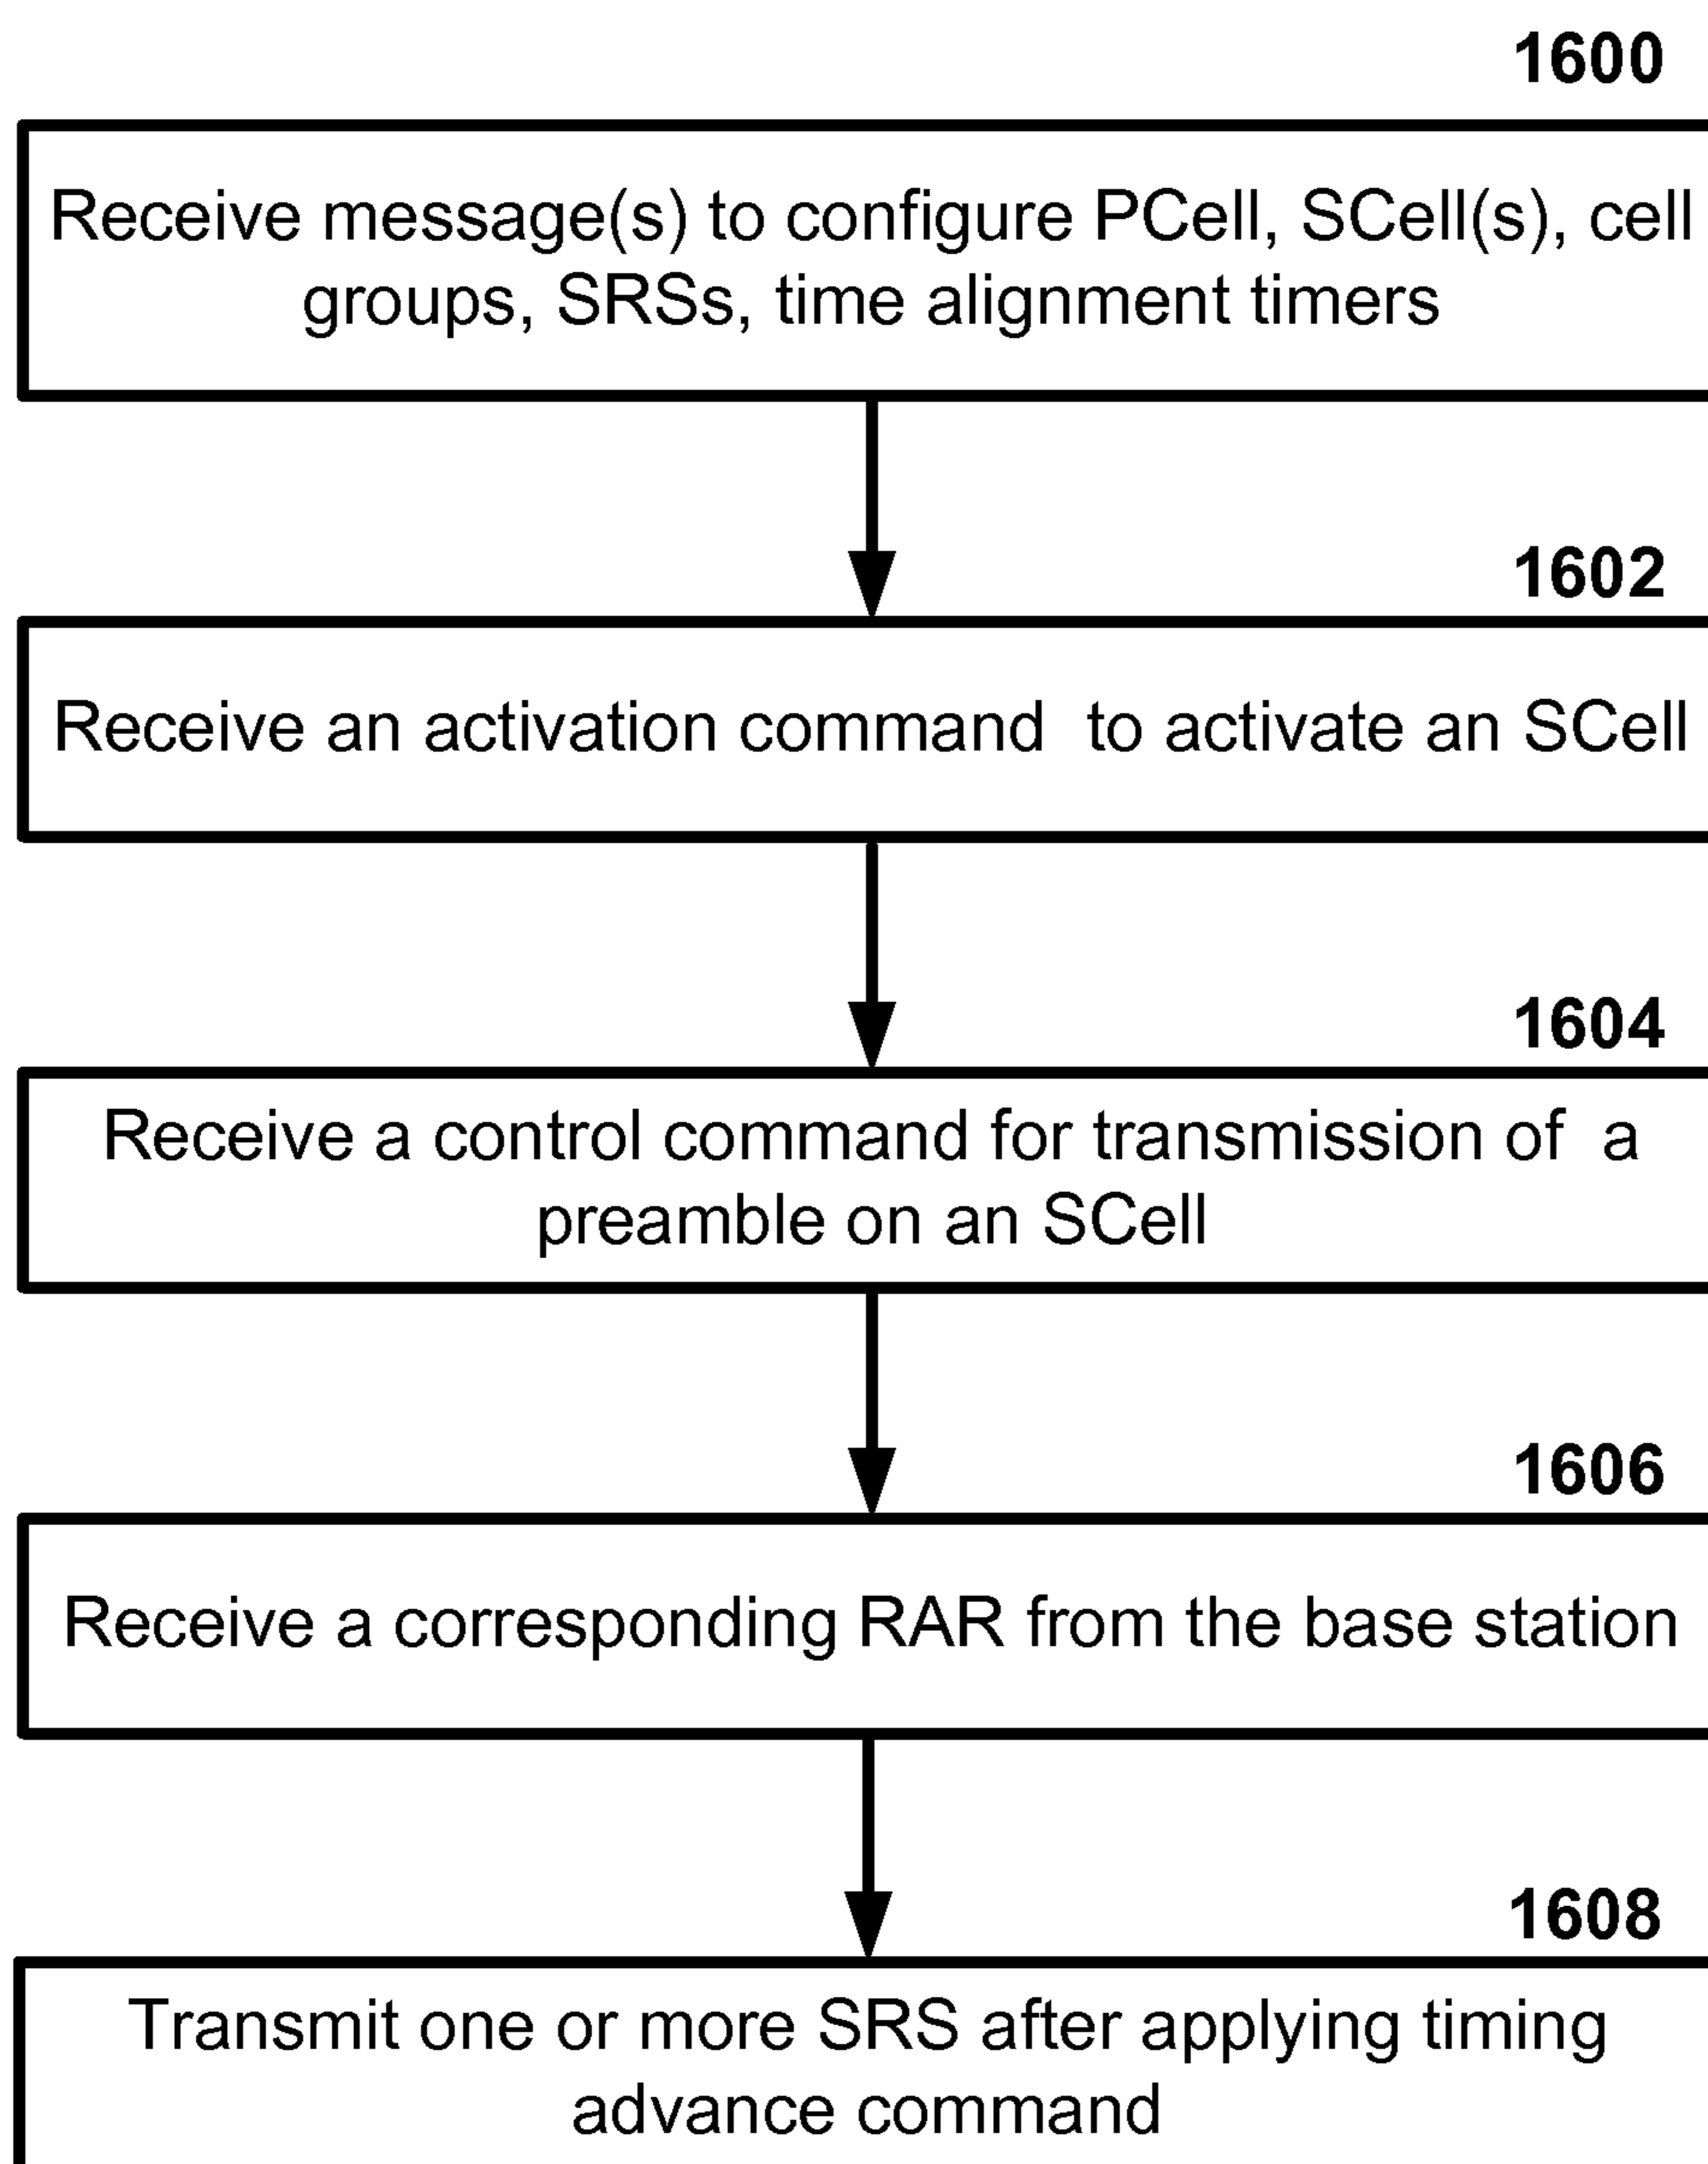 1600
Receive message(s) to configure PCell, SCell(s), cell
groups, SRSs, time alignment timers
1602
Receive an activation command  to activate an SCell
1604
Receive a control command for transmission of  a
preamble on an SCell
1606
Receive a corresponding RAR from the base station
1608
Transmit one or more SRS after applying timing
advance command